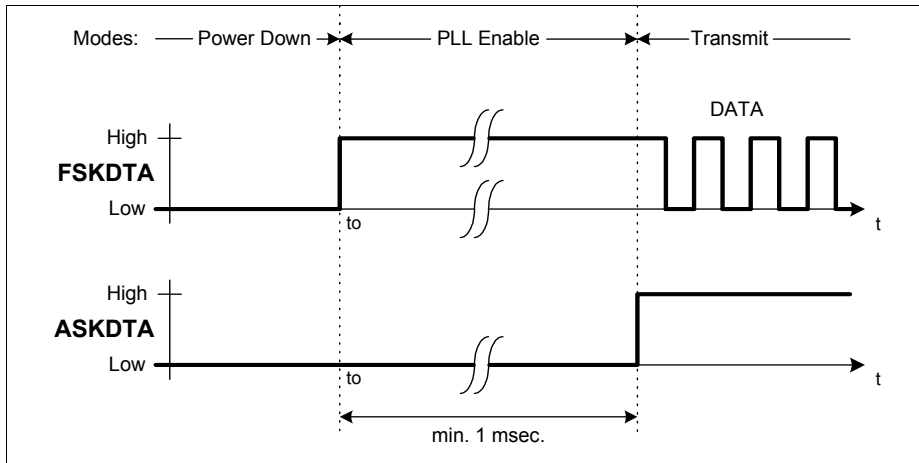 Modes: Power Down PLL Enable Transmit
DATA
High
FSKDTA
Low
to
t
High
ASKDTA
Low
to
t
min. 1 msec.